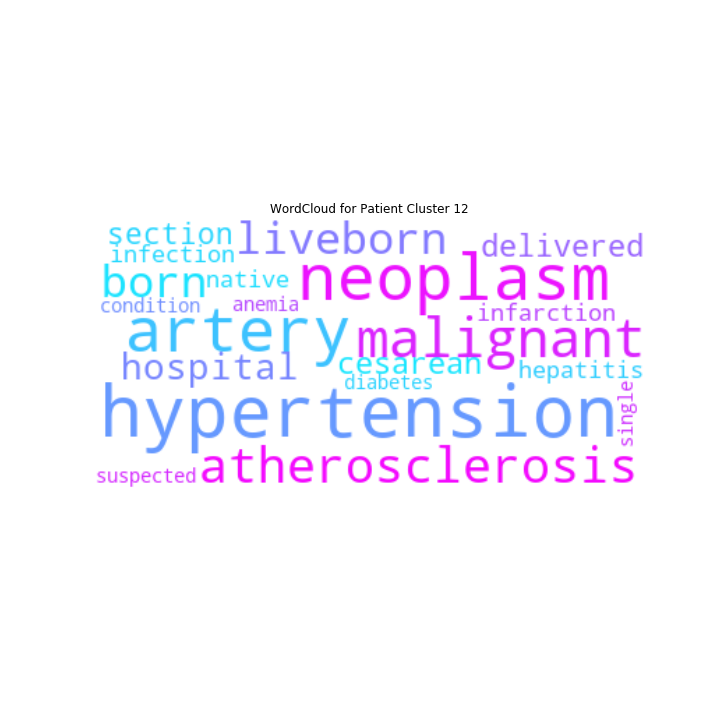 WordCloud for Patient Cluster 12
section
liveborn
delivered
infection
born
native
neoplasm
condition
anemia
infarction
artery
malignant
hospital
cesarean
hepatitis
diabetes
hypertension
single
suspected
atherosclerosis